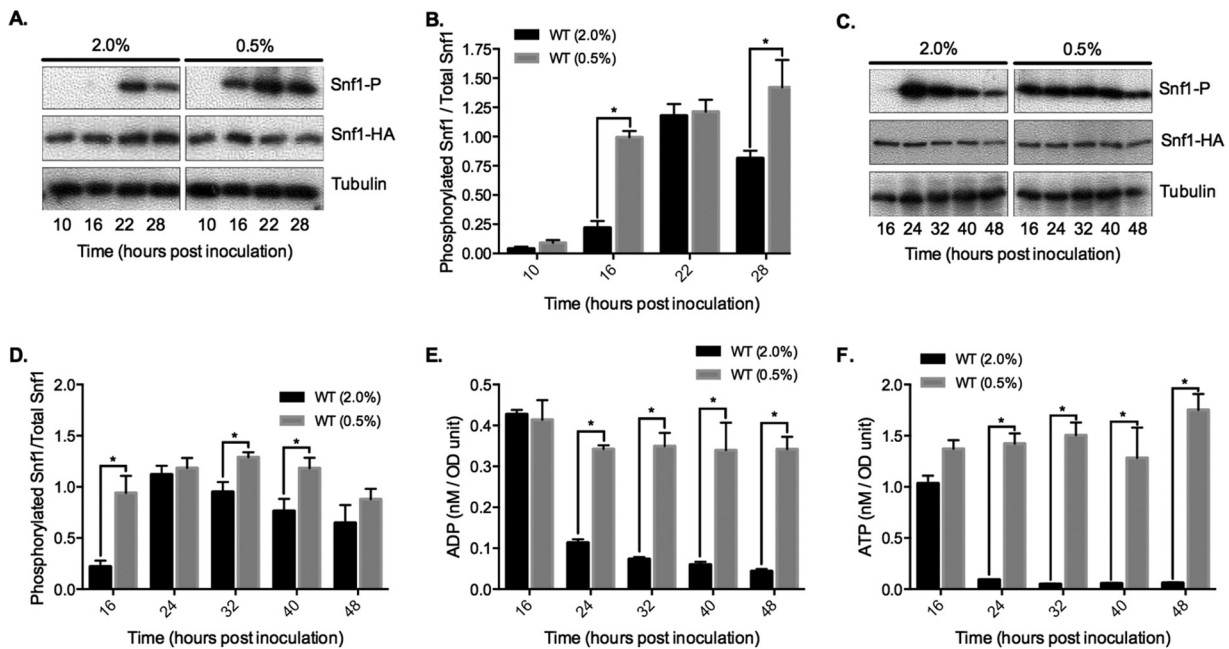 A.
2.0% 0.5%
Snf1-P
Snf1-HA
Tubulin
10 16 22 28 10 16 22 28
Time (hours post inoculation)
B.
WT (2.0%)
WT (0.5%)
Phosphorylated Snf1 / Total Snf1
1.75
1.50
1.25
1.00
0.75
0.50
0.25
0.00
* *
10 16 22 28
Time (hours post inoculation)
C.
2.0% 0.5%
Snf1-P
Snf1-HA
Tubulin
16 24 32 40 48 16 24 32 40 48
Time (hours post inoculation)
D.
WT (2.0%)
WT (0.5%)
Phosphorylated Snf1/Total Snf1
2.0
1.5
1.0
0.5
0.0
* * *
16 24 32 40 48
Time (hours post inoculation)
E.
WT (2.0%)
WT (0.5%)
ADP (nM / OD unit)
0.5
0.4
0.3
0.2
0.1
0.0
* * * *
16 24 32 40 48
Time (hours post inoculation)
F.
WT (2.0%)
WT (0.5%)
ATP (nM / OD unit)
2.0
1.5
1.0
0.5
0.0
* * * *
16 24 32 40 48
Time (hours post inoculation)